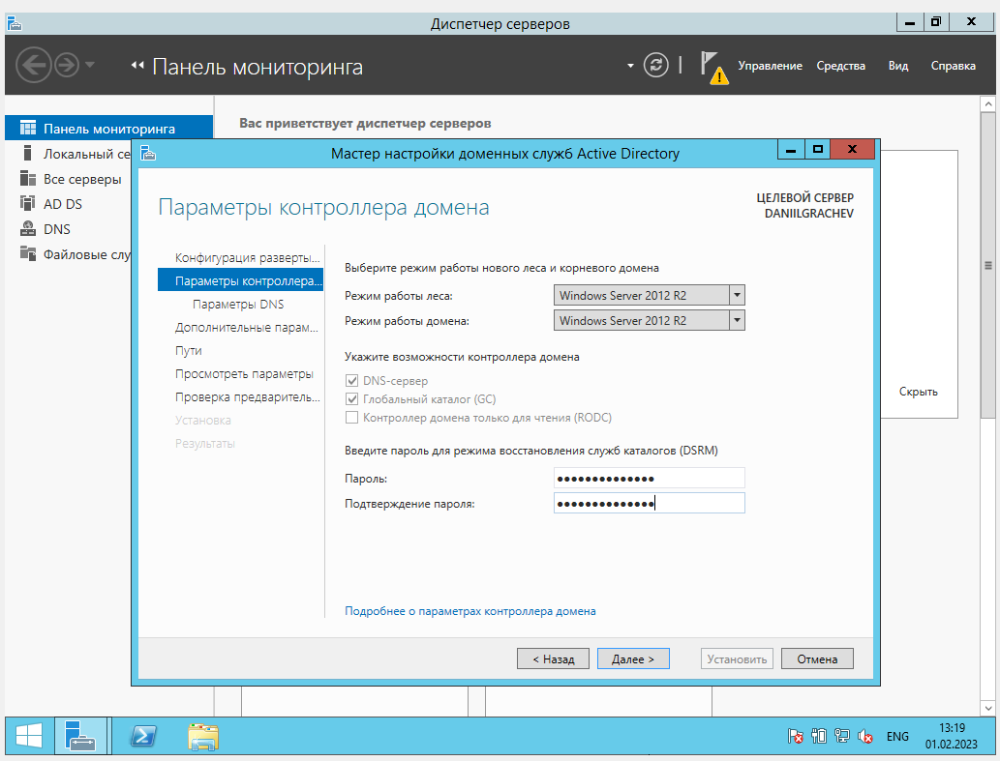 Диспетчер серверов
Панель мониторинга
Управление Средства Вид Справка
Панель мониторинга
Локальный се
Все серверы
AD DS
DNS
Файловые слу
Вас приветствует диспетчер серверов
Скрыть
Мастер настройки доменных служб Active Directory
Параметры контроллера домена
ЦЕЛЕВОЙ СЕРВЕР
DANIILGRACHEV
Конфигурация разверты...
Параметры контроллера...
Параметры DNS
Дополнительные парам...
Пути
Просмотреть параметры
Проверка предваритель...
Установка
Результаты
Выберите режим работы нового леса и корневого домена
Режим работы леса: Windows Server 2012 R2
Режим работы домена: Windows Server 2012 R2
Укажите возможности контроллера домена
DNS-сервер
Глобальный каталог (GC)
Контроллер домена только для чтения (RODC)
Введите пароль для режима восстановления служб каталогов (DSRM)
Пароль: ••••••••••••••
Подтверждение пароля: ••••••••••••••
Подробнее о параметрах контроллера домена
< Назад Далее > Установить Отмена
ENG
13:19
01.02.2023